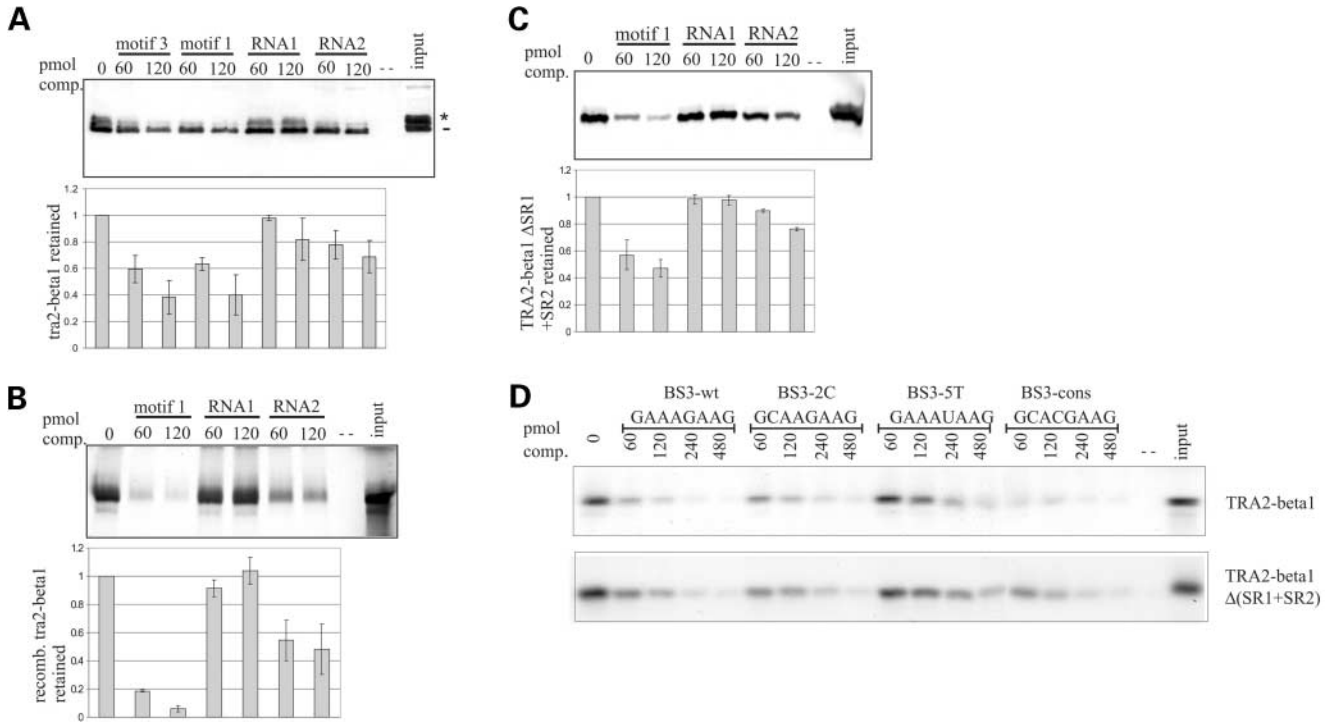 A
motif 3 motif 1 RNA1 RNA2
pmol comp. 0 60 120 60 120 60 120 60 120 -- input
*
-
1.2
1
0.8
0.6
0.4
0.2
0
tra2-beta1 retained
B
motif 1 RNA1 RNA2
pmol comp. 0 60 120 60 120 60 120 -- input
1.2
1
0.8
0.6
0.4
0.2
0
recomb. tra2-beta1 retained
C
motif 1 RNA1 RNA2
pmol comp. 0 60 120 60 120 60 120 -- input
1.2
1
0.8
0.6
0.4
0.2
0
TRA2-beta1 ΔSR1 +SR2 retained
D
BS3-wt BS3-2C BS3-5T BS3-cons
GAAAGAAG GCAAGAAG GAAAUAAG GCACGAAG
pmol comp. 0 60 120 240 480 60 120 240 480 60 120 240 480 60 120 240 480 -- input
TRA2-beta1
TRA2-beta1
Δ(SR1+SR2)